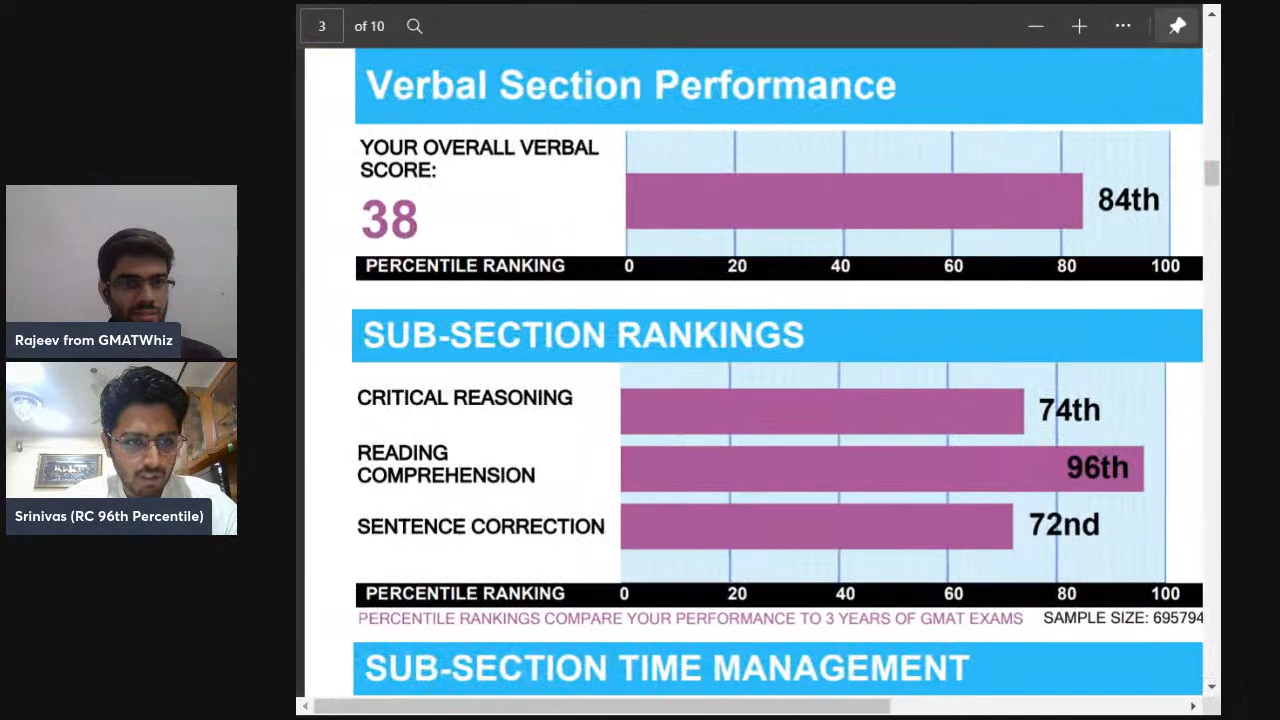 3 of 10
Verbal Section Performance
YOUR OVERALL VERBAL
SCORE:
38
84th
PERCENTILE RANKING 0 20 40 60 80 100
Rajeev from GMATWhiz
SUB-SECTION RANKINGS
CRITICAL REASONING 74th
READING
COMPREHENSION 96th
Srinivas (RC 96th Percentile)
SENTENCE CORRECTION 72nd
PERCENTILE RANKING 0 20 40 60 80 100
PERCENTILE RANKINGS COMPARE YOUR PERFORMANCE TO 3 YEARS OF GMAT EXAMS SAMPLE SIZE: 695794
SUB-SECTION TIME MANAGEMENT